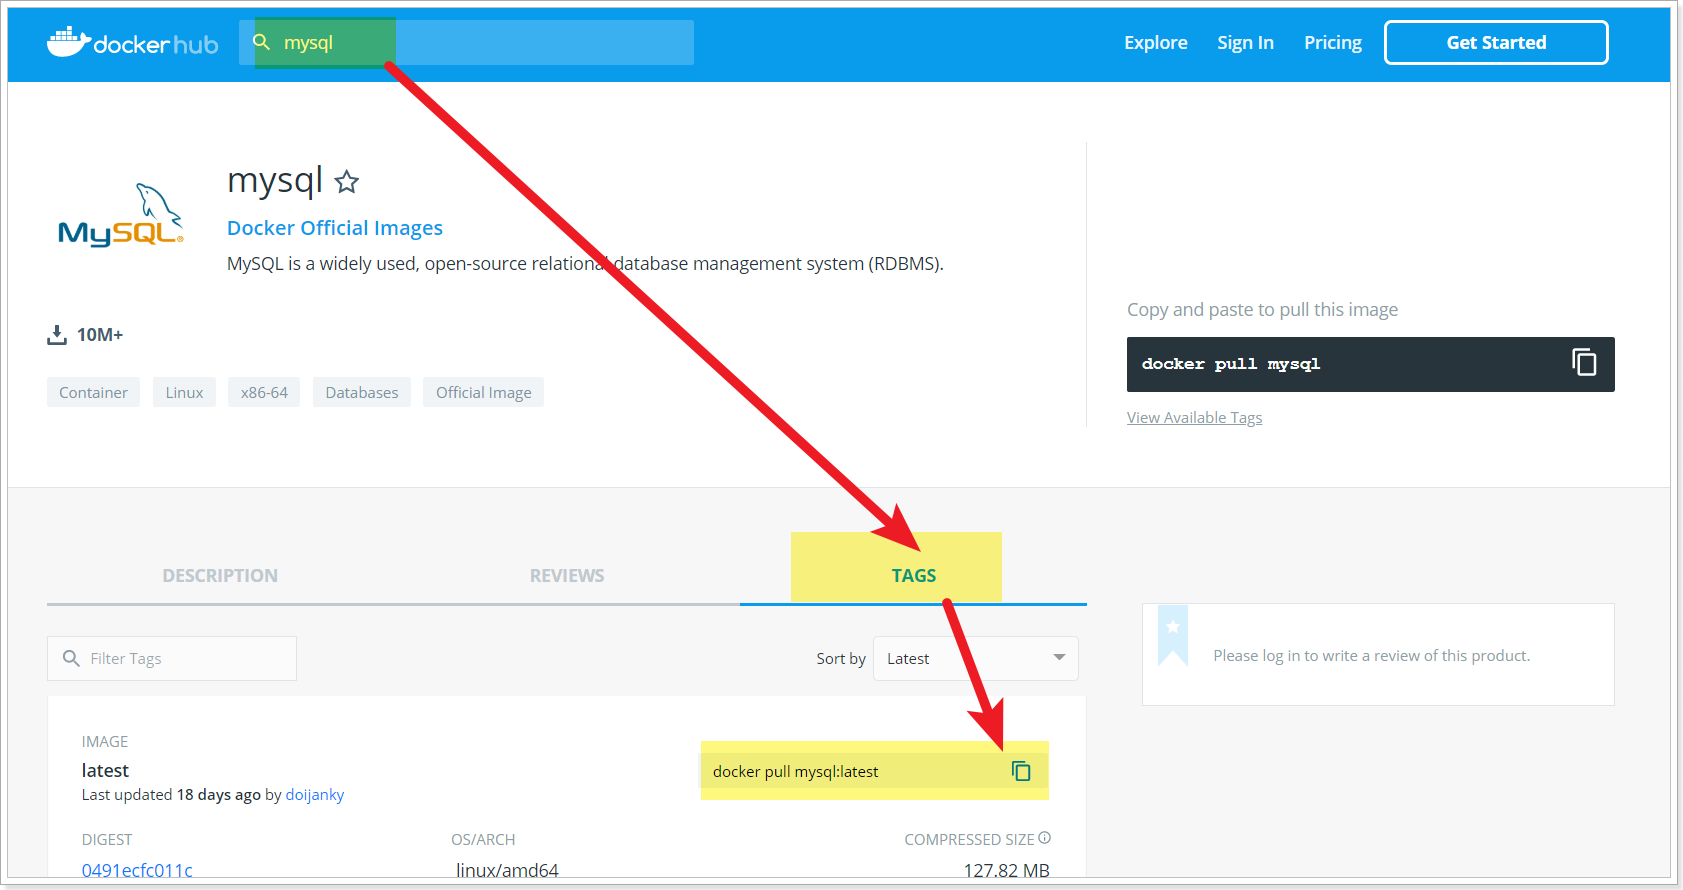 docker hub
mysql
Explore
Sign In
Pricing
Get Started
mysql
MySQL®
Docker Official Images
MySQL is a widely used, open-source relational database management system (RDBMS).
10M+
Container
Linux
x86-64
Databases
Official Image
Copy and paste to pull this image
docker pull mysql
View Available Tags
DESCRIPTION
REVIEWS
TAGS
Filter Tags
Sort by
Latest
Please log in to write a review of this product.
IMAGE
latest
Last updated 18 days ago by doijanky
docker pull mysql:latest
DIGEST
OS/ARCH
COMPRESSED SIZE
0491ecfc011c
linux/amd64
127.82 MB